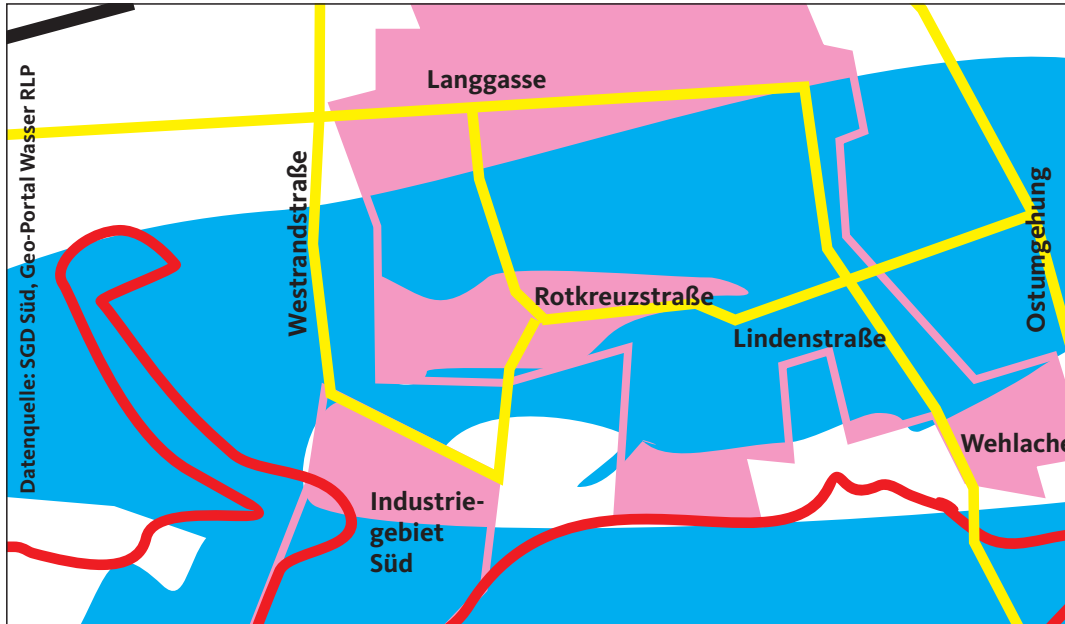 Datenquelle: SGD Süd, Geo-Portal Wasser RLP
Langgasse
Westrandstraße
Rotkreuzstraße
Ostumgehung
Lindenstraße
Wehlache
Industrie-
gebiet
Süd